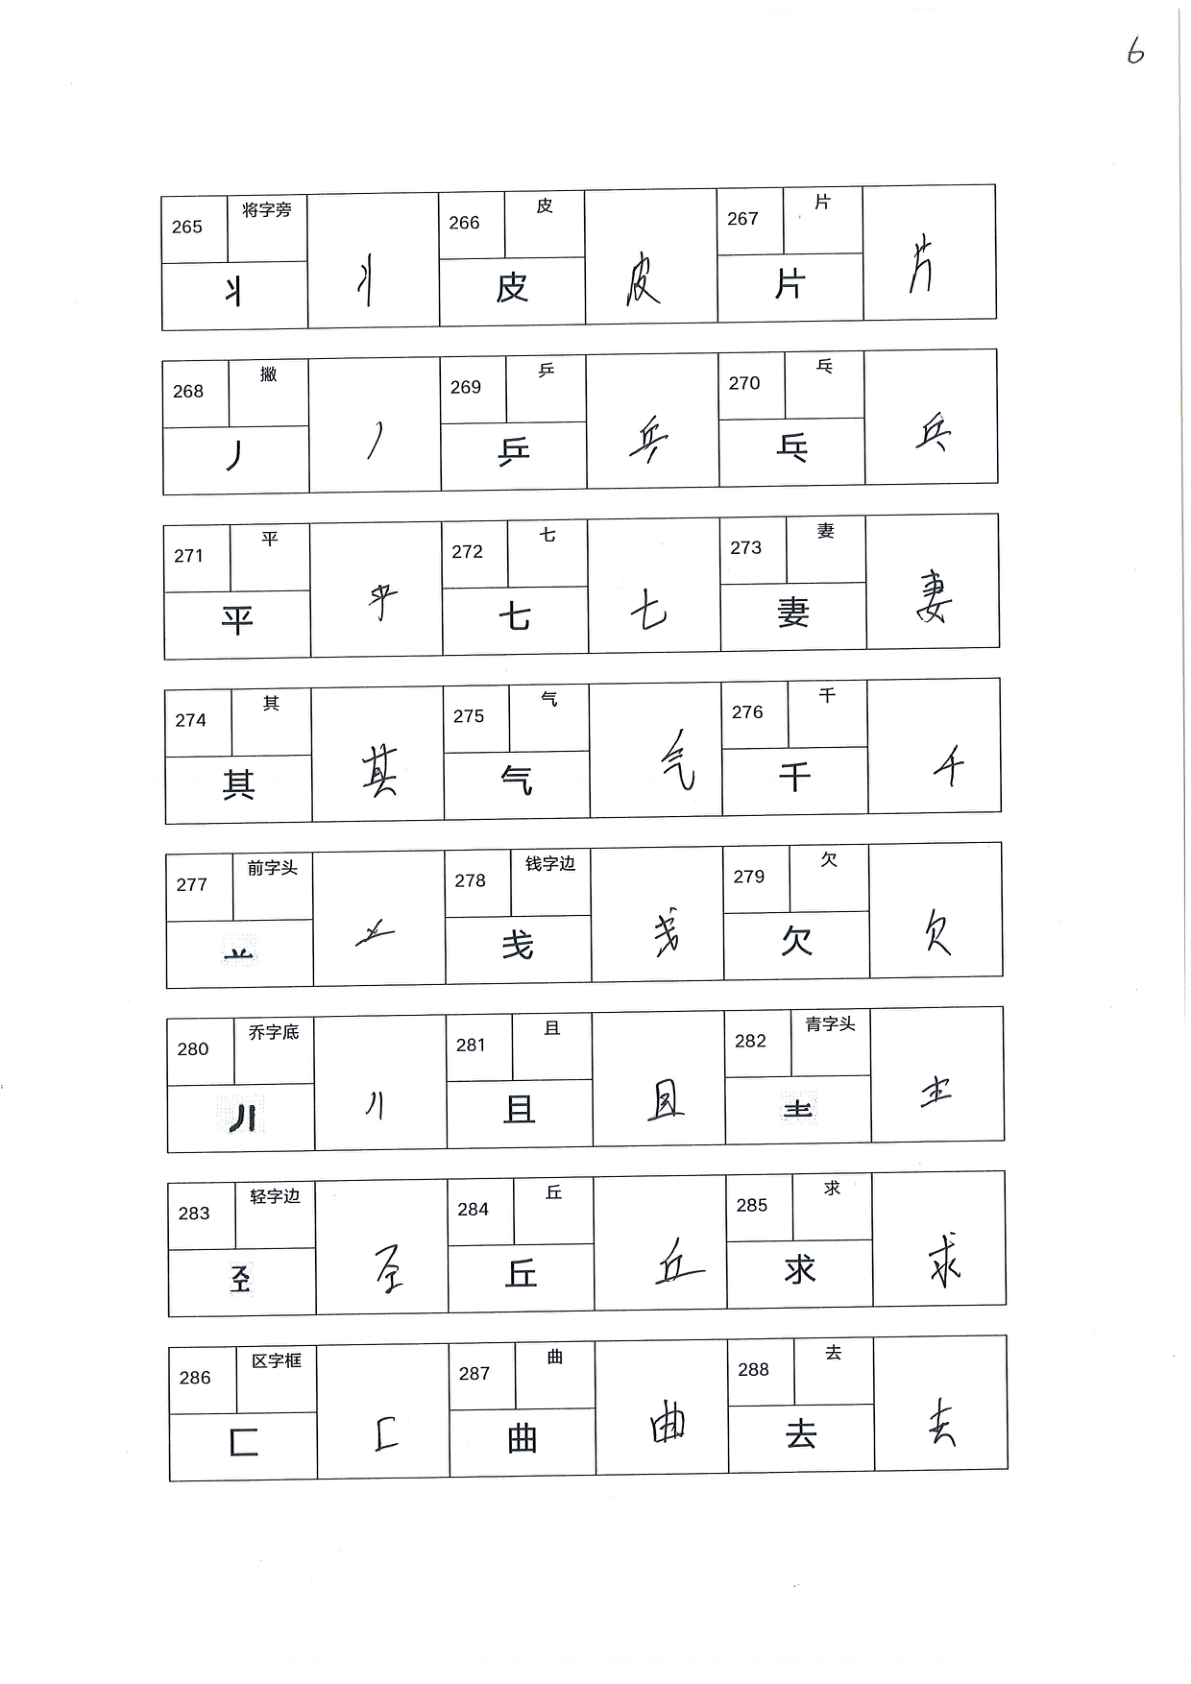 6
265 将字旁 丬 丬 266 皮 皮 皮 267 片 片 片
268 撇 丿 丿 269 乒 乒 乒 270 乓 乓 乓
271 平 平 平 272 七 七 七 273 妻 妻 妻
274 其 其 其 275 气 气 气 276 千 千 千
277 前字头 䒑 䒑 278 钱字边 戋 戋 279 欠 欠 欠
280 乔字底 丿丨 丿丨 281 且 且 且 282 青字头 龶 龶
283 轻字边 𢀖 𢀖 284 丘 丘 丘 285 求 求 求
286 区字框 匚 匚 287 曲 曲 曲 288 去 去 去